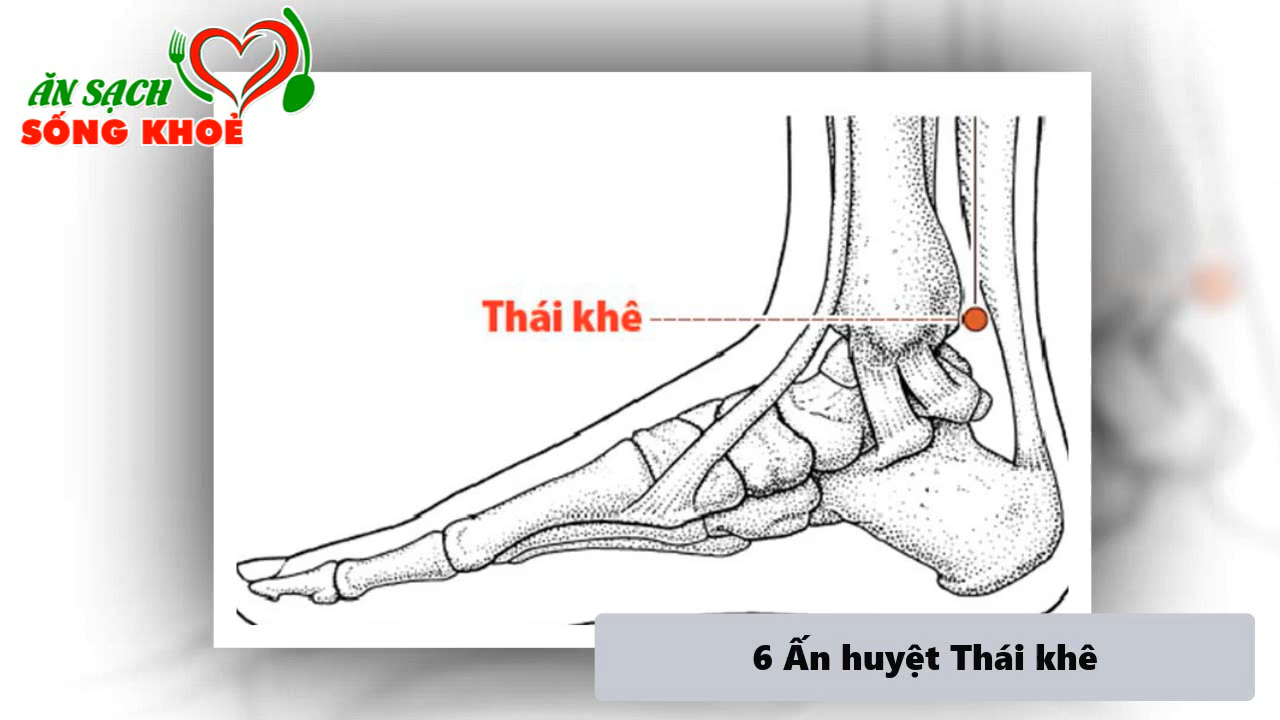 ĂN SẠCH
SỐNG KHOẺ
Thái khê
6 Ấn huyệt Thái khê